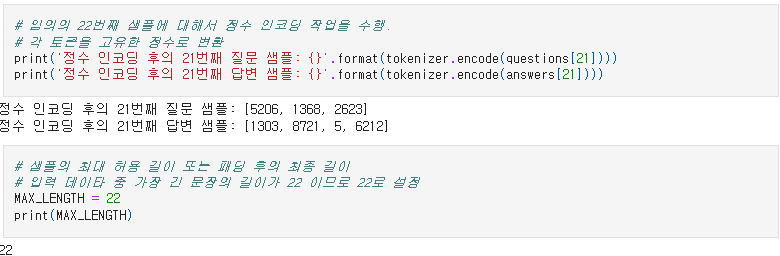 # 임의의 22번째 샘플에 대해서 정수 인코딩 작업을 수행.
# 각 토큰을 고유한 정수로 변환
print('정수 인코딩 후의 21번째 질문 샘플: {}'.format(tokenizer.encode(questions[21])))
print('정수 인코딩 후의 21번째 답변 샘플: {}'.format(tokenizer.encode(answers[21])))
정수 인코딩 후의 21번째 질문 샘플: [5206, 1368, 2623]
정수 인코딩 후의 21번째 답변 샘플: [1303, 8721, 5, 6212]
# 샘플의 최대 허용 길이 또는 패딩 후의 최종 길이
# 입력 데이타 중 가장 긴 문장의 길이가 22 이므로 22로 설정
MAX_LENGTH = 22
print(MAX_LENGTH)
22